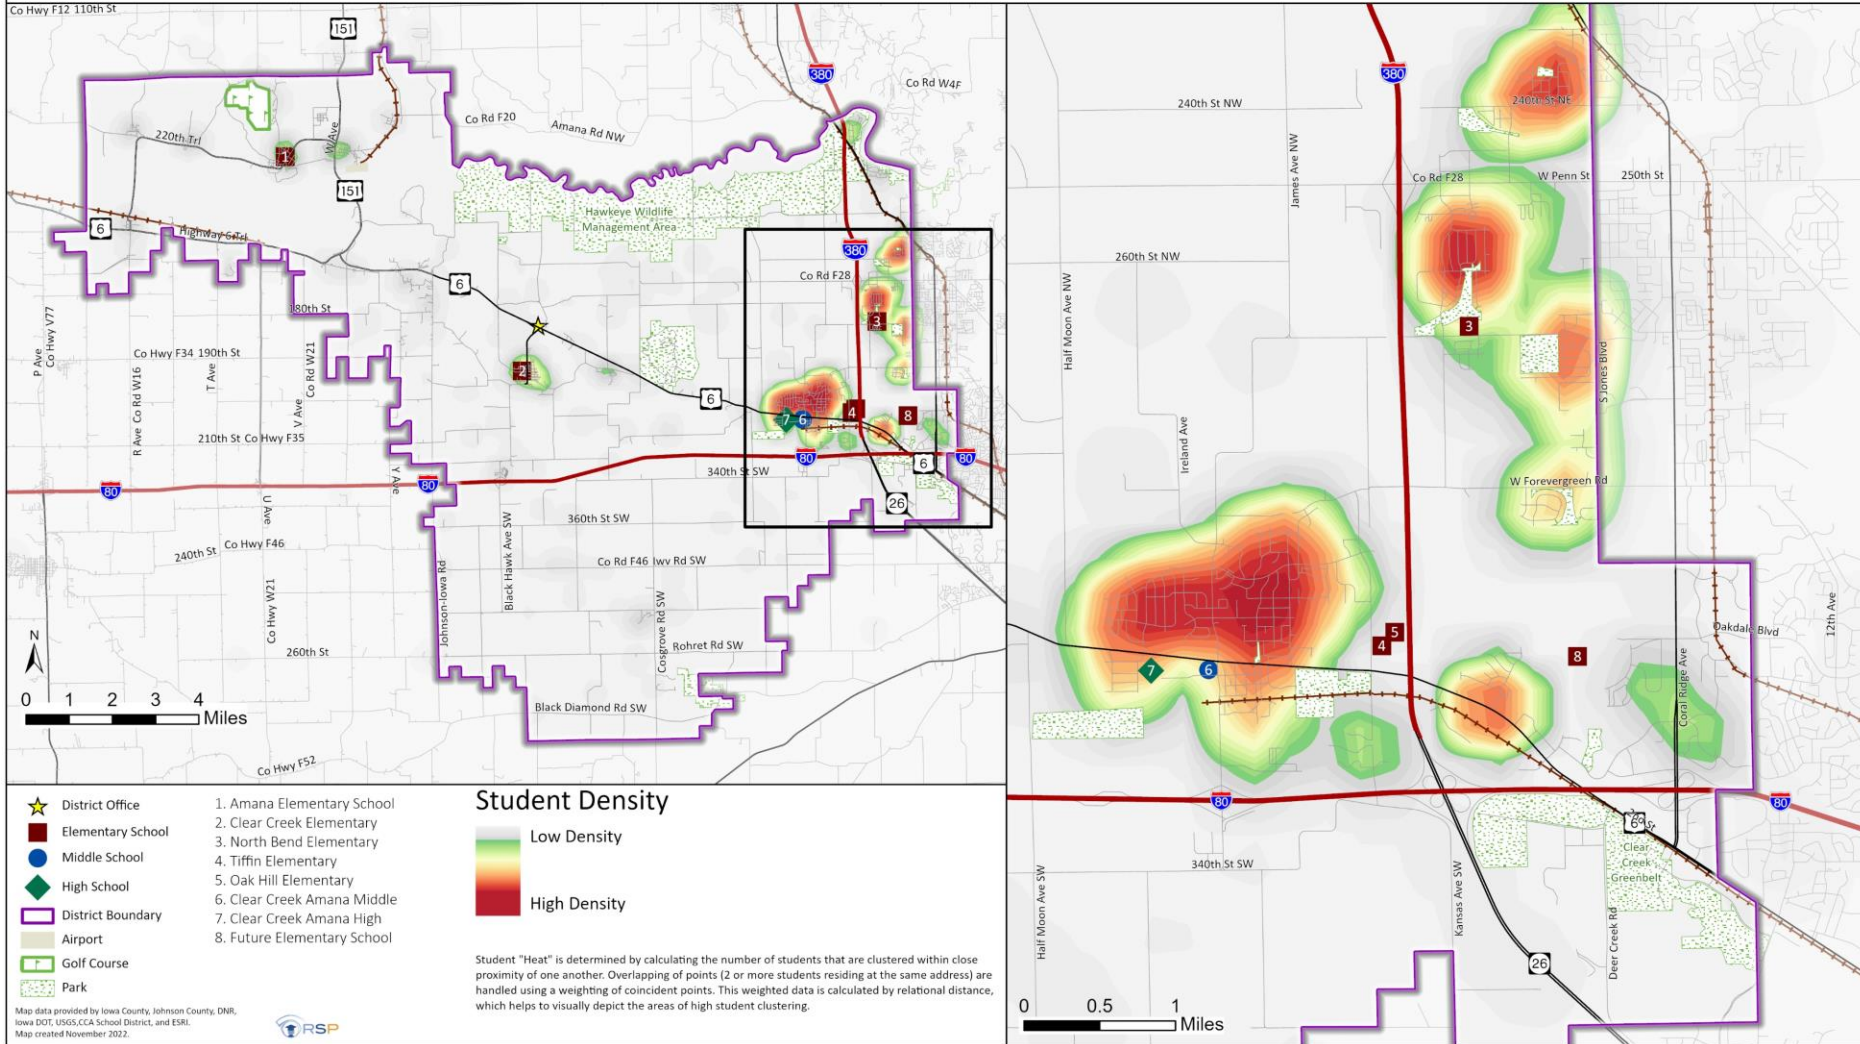 Co Hwy F12 110th St
151
380
Co Rd W4F
Co Rd F20
Amana Rd NW
220th Trl
W Ave
1
151
Hawkeye Wildlife
Management Area
6
Highway 6 Trl
380
Co Rd F28
6
180th St
3
P Ave
Co Hwy V77
Co Hwy F34 190th St
R Ave Co Rd W16
T Ave
V Ave
Co Rd W21
2
6
7
6
4
8
210th St Co Hwy F35
80
6
80
340th St SW
80
80
Y Ave
U Ave
26
360th St SW
240th St
Co Hwy F46
Black Hawk Ave SW
Co Rd F46 Iwv Rd SW
Johnson-Iowa Rd
Co Hwy W21
Cosgrove Rd SW
N
260th St
Rohret Rd SW
0 1 2 3 4
Miles
Black Diamond Rd SW
Co Hwy F52
380
240th St NW
240th St NE
James Ave NW
Co Rd F28
W Penn St
250th St
260th St NW
Half Moon Ave NW
3
S Jones Blvd
Ireland Ave
W Forevergreen Rd
12th Ave
Oakdale Blvd
5
4
8
7
6
Coral Ridge Ave
80
80
6
340th St SW
Clear
Creek
Greenbelt
Half Moon Ave SW
Kansas Ave SW
Deer Creek Rd
26
0 0.5 1
Miles
District Office
Elementary School
Middle School
High School
District Boundary
Airport
Golf Course
Park
1. Amana Elementary School
2. Clear Creek Elementary
3. North Bend Elementary
4. Tiffin Elementary
5. Oak Hill Elementary
6. Clear Creek Amana Middle
7. Clear Creek Amana High
8. Future Elementary School
Student Density
Low Density
High Density
Student "Heat" is determined by calculating the number of students that are clustered within close
proximity of one another. Overlapping of points (2 or more students residing at the same address) are
handled using a weighting of coincident points. This weighted data is calculated by relational distance,
which helps to visually depict the areas of high student clustering.
Map data provided by Iowa County, Johnson County, DNR,
Iowa DOT, USGS,CCA School District, and ESRI.
Map created November 2022.
RSP